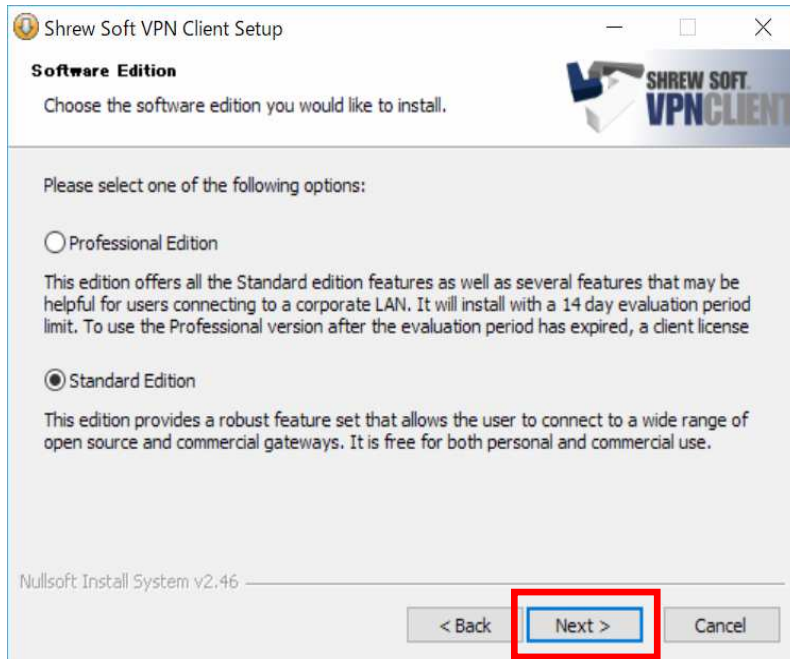 Shrew Soft VPN Client Setup
Software Edition
Choose the software edition you would like to install.
SHREW SOFT
VPNCLIENT
Please select one of the following options:
Professional Edition
This edition offers all the Standard edition features as well as several features that may be
helpful for users connecting to a corporate LAN. It will install with a 14 day evaluation period
limit. To use the Professional version after the evaluation period has expired, a client license
Standard Edition
This edition provides a robust feature set that allows the user to connect to a wide range of
open source and commercial gateways. It is free for both personal and commercial use.
Nullsoft Install System v2.46
< Back
Next >
Cancel